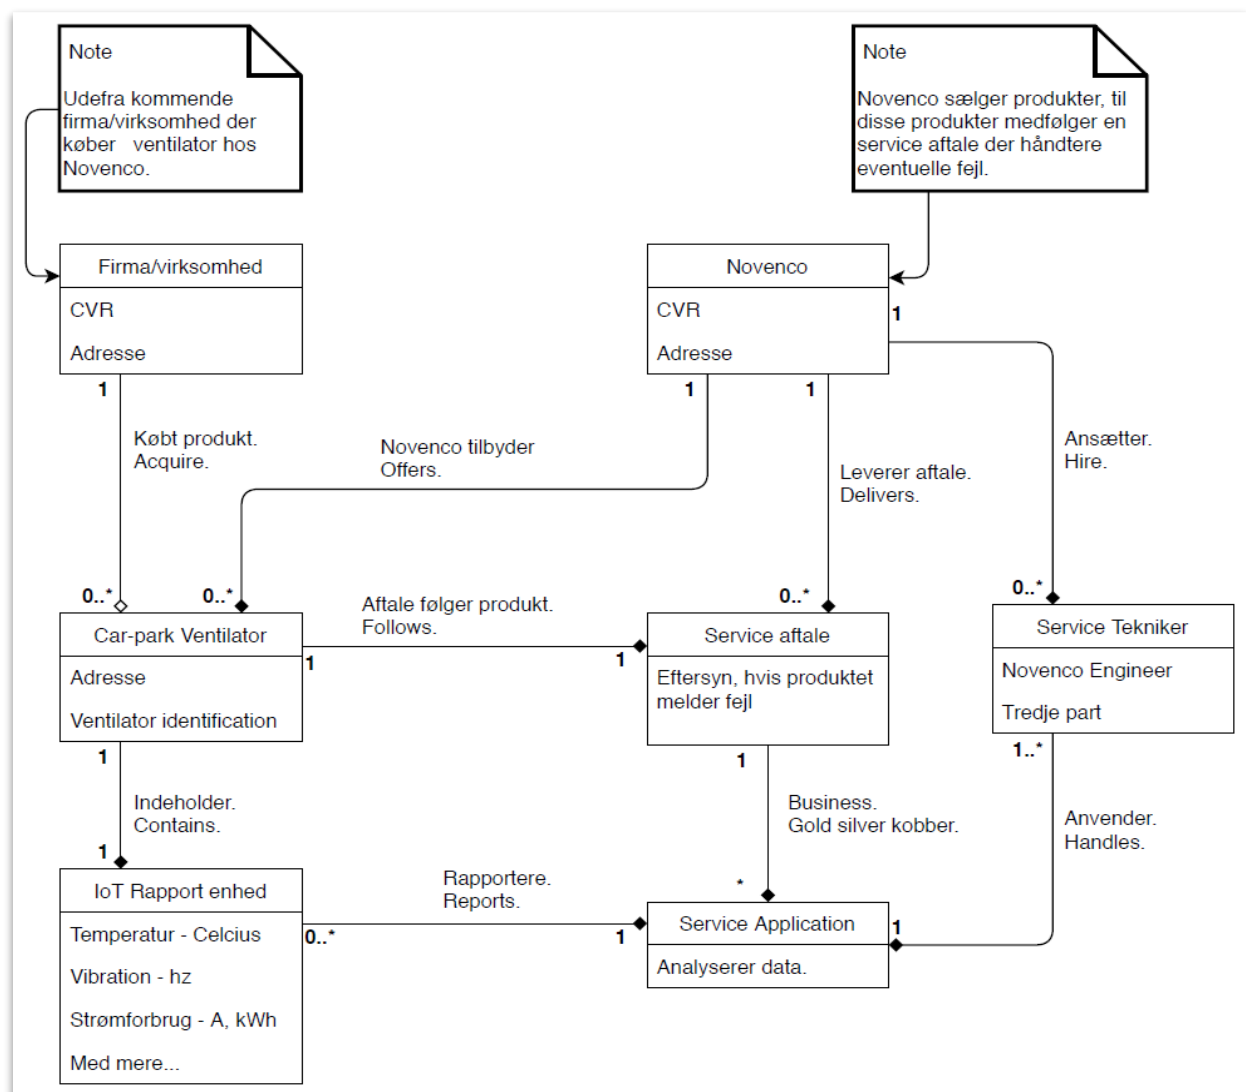 Note
Udefra kommende
firma/virksomhed der
køber ventilator hos
Novenco.
Note
Novenco sælger produkter, til
disse produkter medfølger en
service aftale der håndtere
eventuelle fejl.
Firma/virksomhed
CVR
Adresse
1
Novenco
CVR
Adresse
1
1
1
Købt produkt.
Acquire.
Novenco tilbyder
Offers.
Leverer aftale.
Delivers.
Ansætter.
Hire.
0..*
0..*
0..*
0..*
Car-park Ventilator
Adresse
Ventilator identification
1
Aftale følger produkt.
Follows.
1
1
Service aftale
Eftersyn, hvis produktet
melder fejl
1
Service Tekniker
Novenco Engineer
Tredje part
1..*
Indeholder.
Contains.
1
Business.
Gold silver kobber.
*
Anvender.
Handles.
IoT Rapport enhed
Temperatur - Celcius
Vibration - hz
Strømforbrug - A, kWh
Med mere...
Rapportere.
Reports.
0..*
1
Service Application
Analyserer data.
1